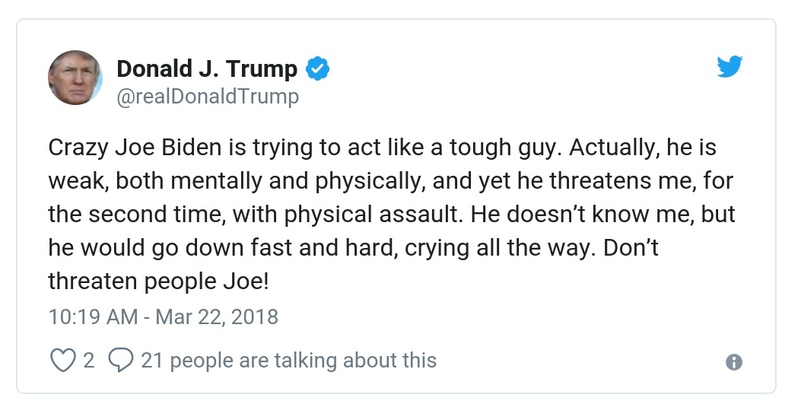 Donald J. Trump
@realDonaldTrump
Crazy Joe Biden is trying to act like a tough guy. Actually, he is
weak, both mentally and physically, and yet he threatens me, for
the second time, with physical assault. He doesn’t know me, but
he would go down fast and hard, crying all the way. Don’t
threaten people Joe!
10:19 AM - Mar 22, 2018
2 21 people are talking about this